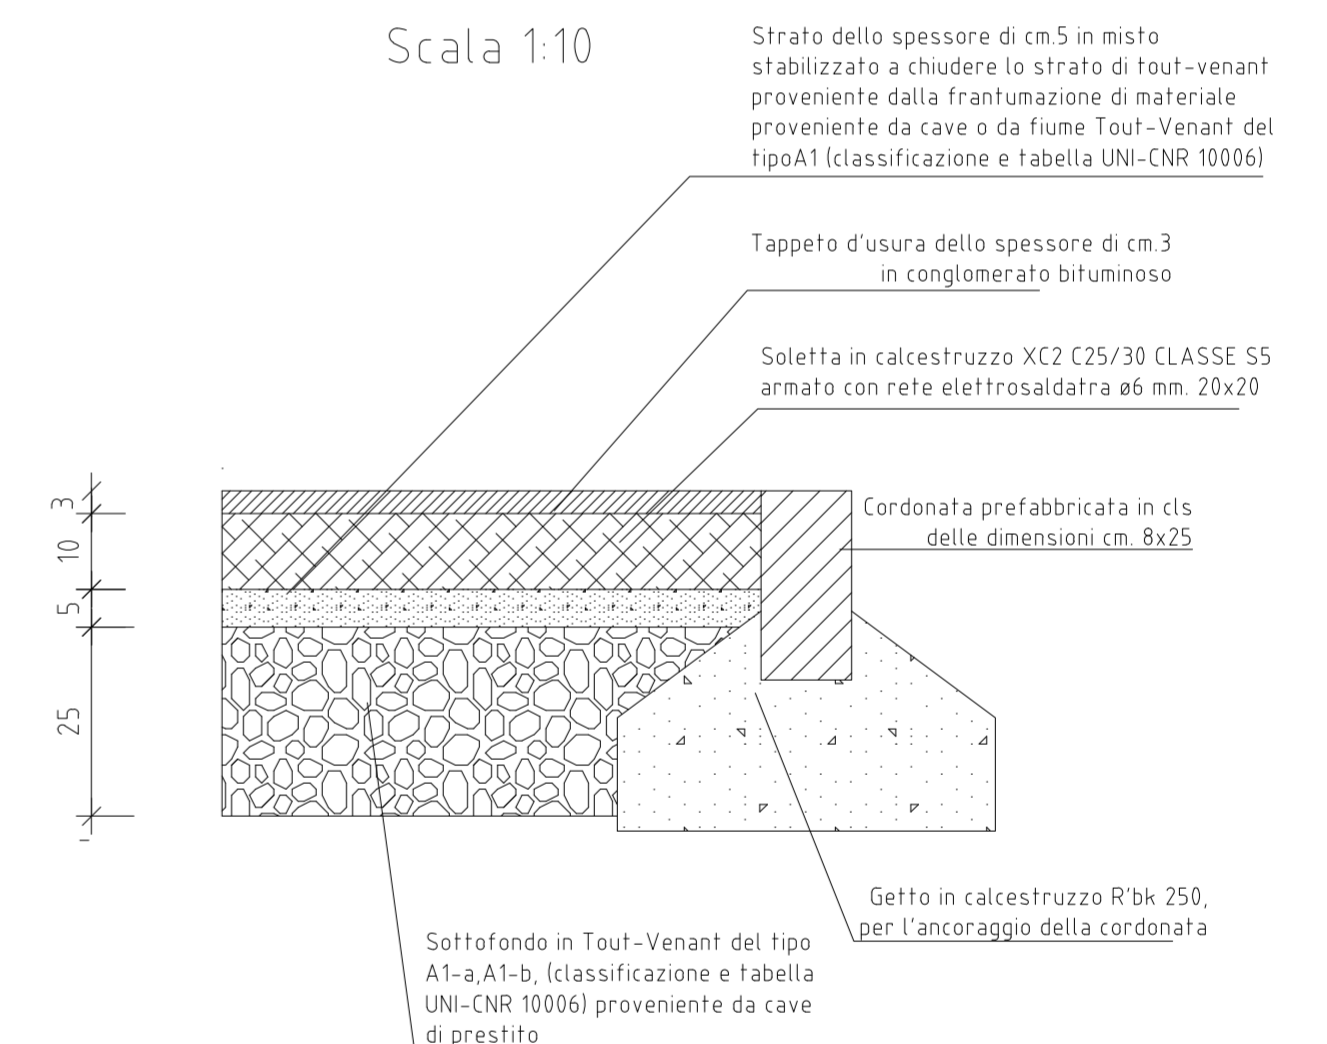 Scala 1:10
Strato dello spessore di cm.5 in misto
stabilizzato a chiudere lo strato di tout-venant
proveniente dalla frantumazione di materiale
proveniente da cave o da fiume Tout-Venant del
tipoA1 (classificazione e tabella UNI-CNR 10006)
Tappeto d'usura dello spessore di cm.3
in conglomerato bituminoso
Soletta in calcestruzzo XC2 C25/30 CLASSE S5
armato con rete elettrosaldatra ø6 mm. 20x20
3
10
5
25
Cordonata prefabbricata in cls
delle dimensioni cm. 8x25
Getto in calcestruzzo R'bk 250,
per l'ancoraggio della cordonata
Sottofondo in Tout-Venant del tipo
A1-a,A1-b, (classificazione e tabella
UNI-CNR 10006) proveniente da cave
di prestito